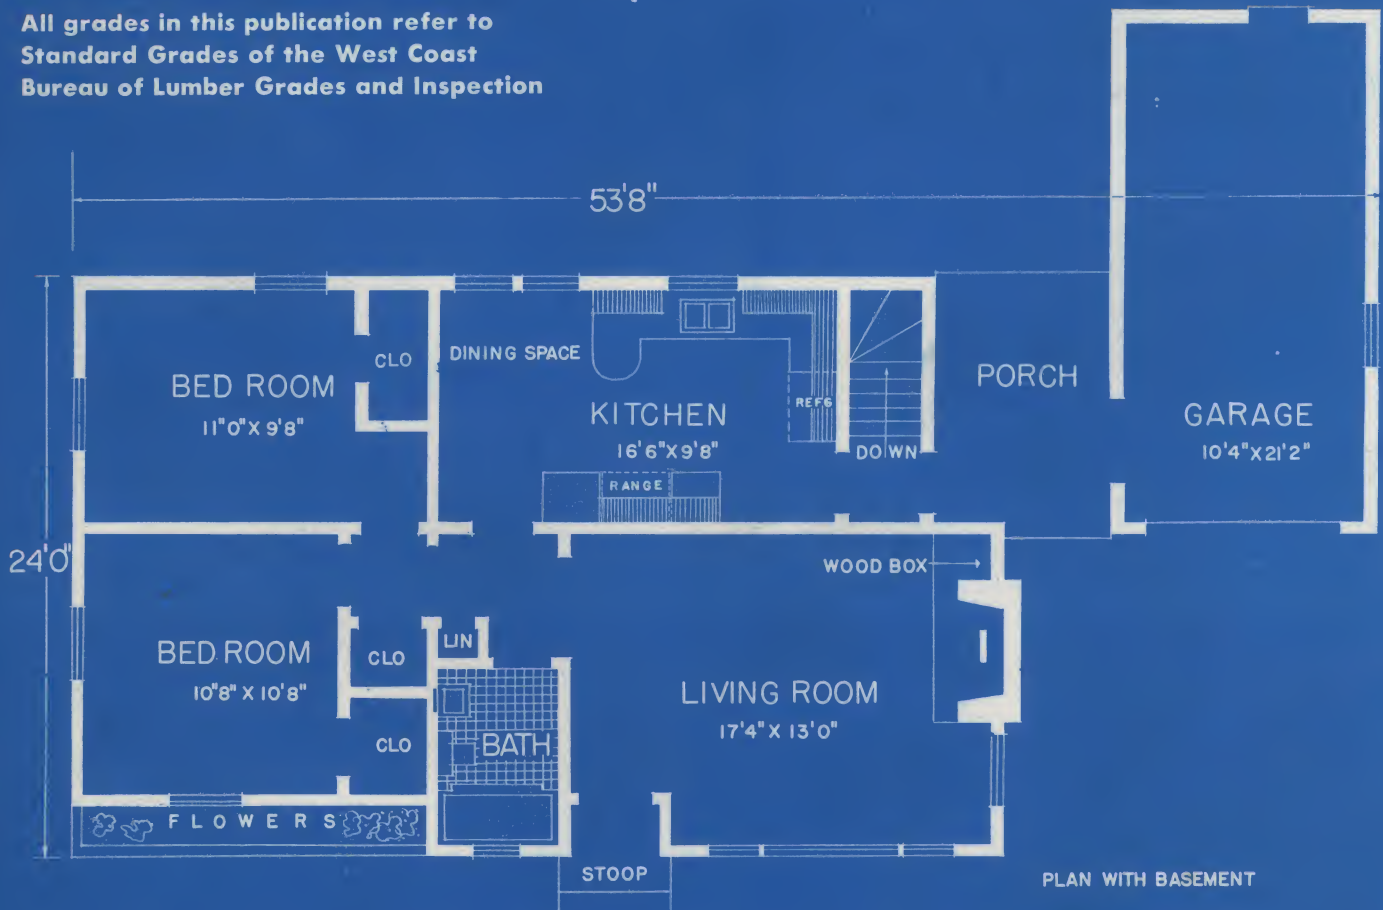 All grades in this publication refer to
Standard Grades of the West Coast
Bureau of Lumber Grades and Inspection
53'8"
24'0"
BED ROOM
11"0"X 9'8"
CLO
DINING SPACE
KITCHEN
16'6"X9'8"
REFG
RANGE
DOWN
PORCH
GARAGE
10'4"X21'2"
WOOD BOX
BED ROOM
10"8" X 10'8"
CLO
LIN
CLO
BATH
LIVING ROOM
17'4" X 13'0"
FLOWERS
STOOP
PLAN WITH BASEMENT